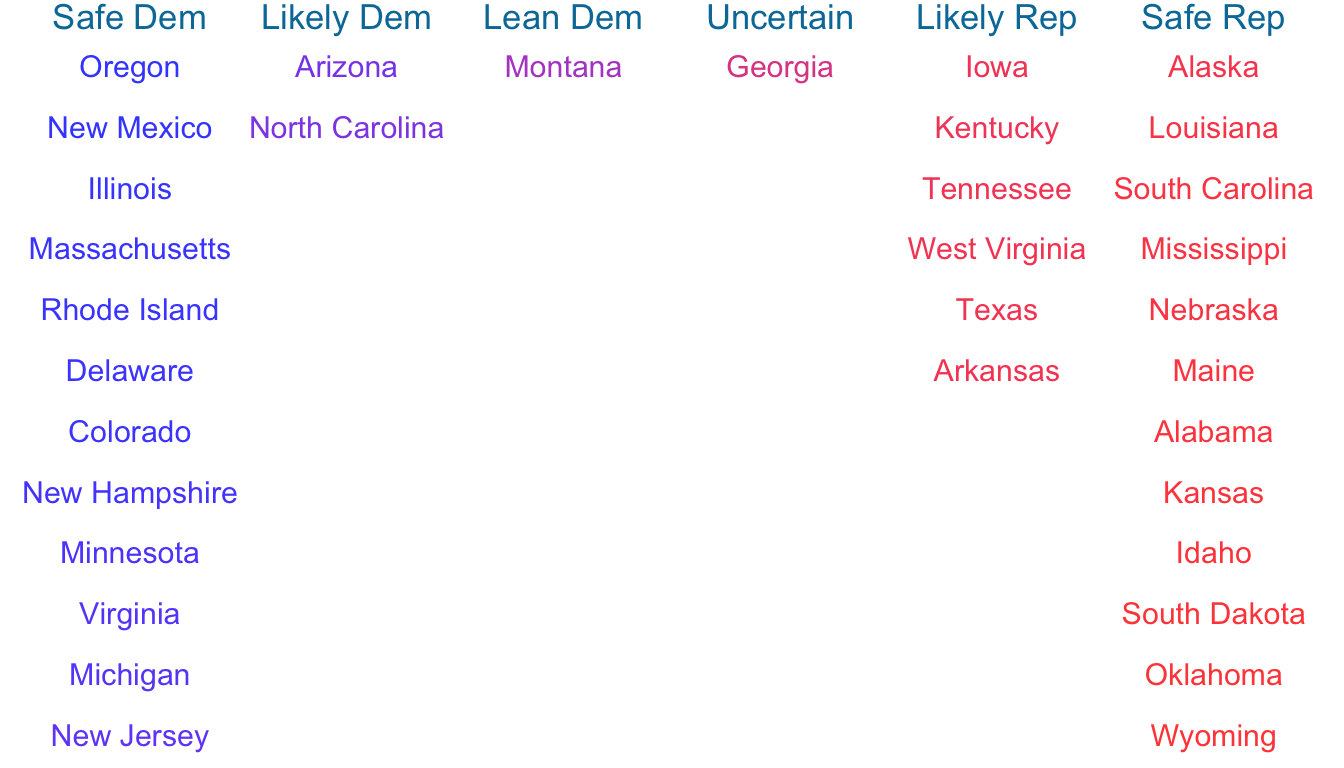 Safe Dem Likely Dem Lean Dem Uncertain Likely Rep Safe Rep
Oregon Arizona Montana Georgia Iowa Alaska
New Mexico North Carolina Kentucky Louisiana
Illinois Tennessee South Carolina
Massachusetts West Virginia Mississippi
Rhode Island Texas Nebraska
Delaware Arkansas Maine
Colorado Alabama
New Hampshire Kansas
Minnesota Idaho
Virginia South Dakota
Michigan Oklahoma
New Jersey Wyoming